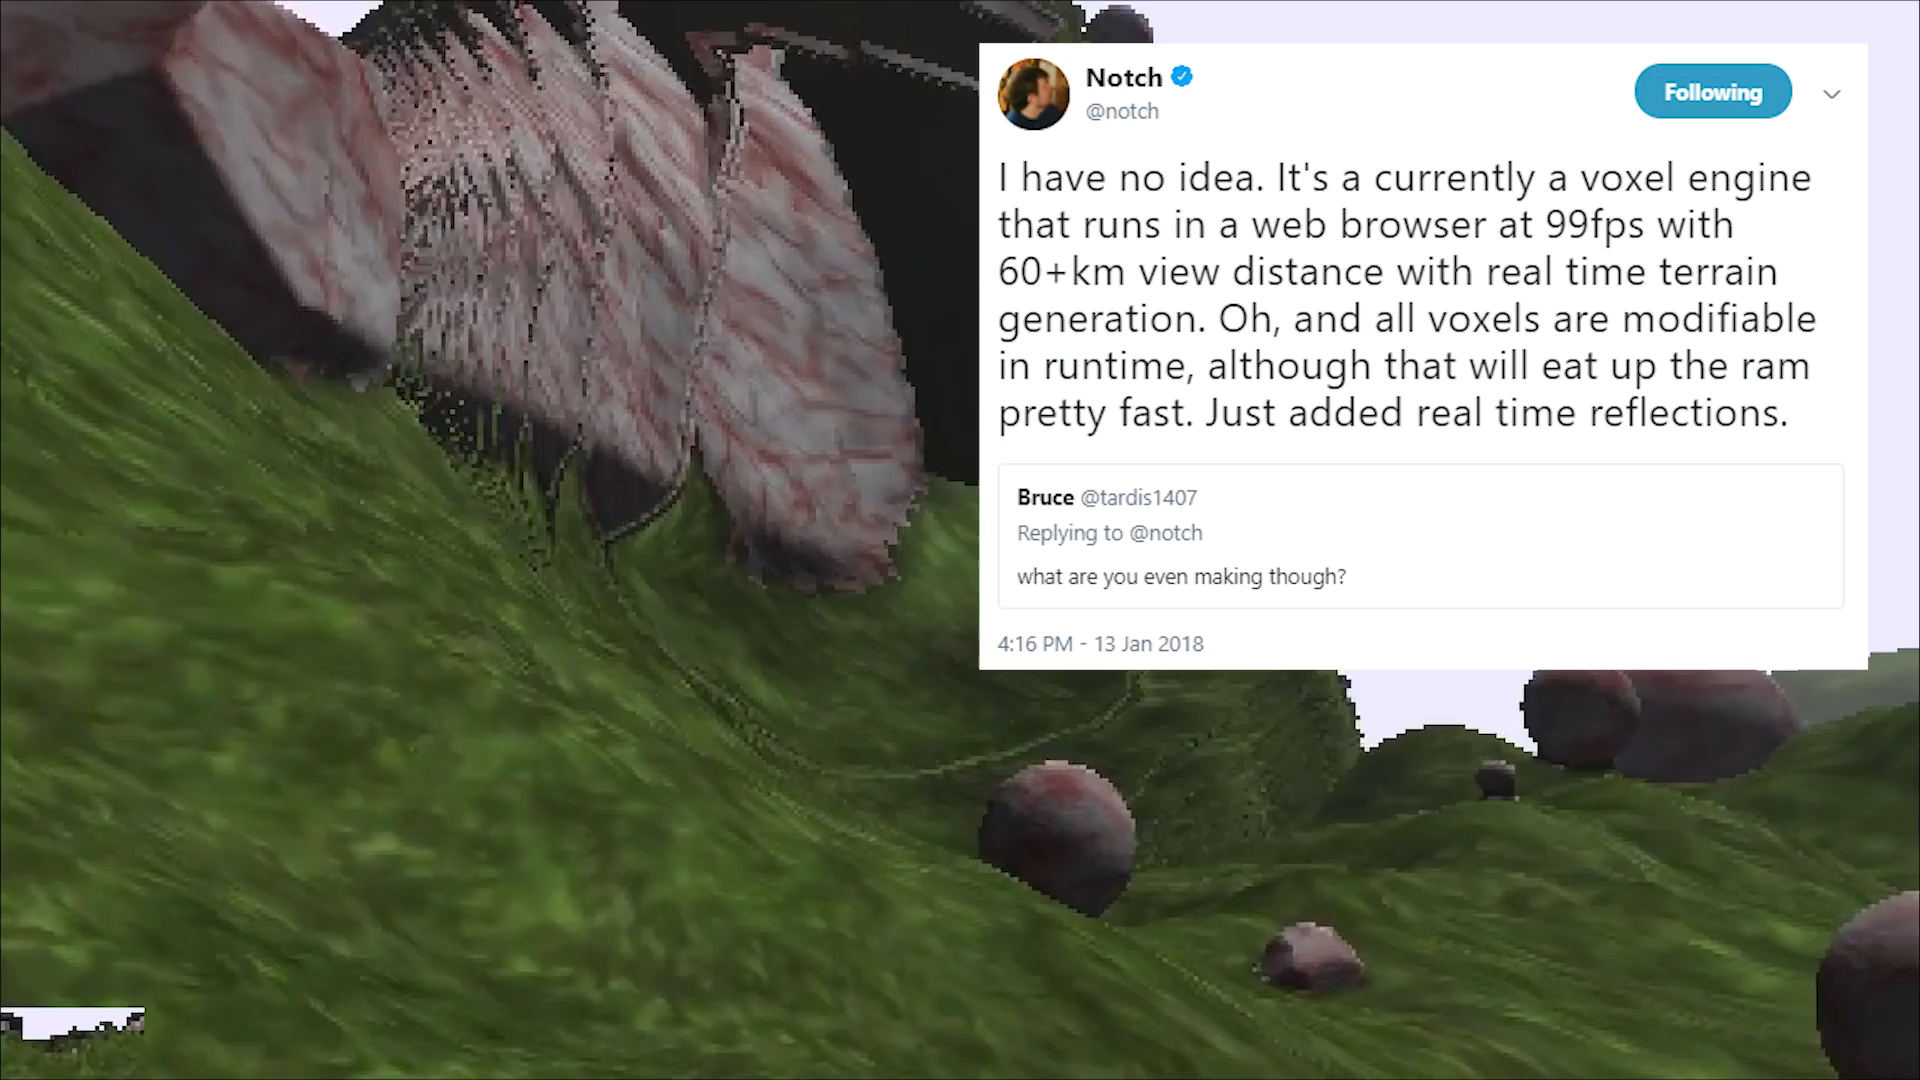 Notch
@notch
Following
I have no idea. It's a currently a voxel engine
that runs in a web browser at 99fps with
60+km view distance with real time terrain
generation. Oh, and all voxels are modifiable
in runtime, although that will eat up the ram
pretty fast. Just added real time reflections.
Bruce @tardis1407
Replying to @notch
what are you even making though?
4:16 PM - 13 Jan 2018